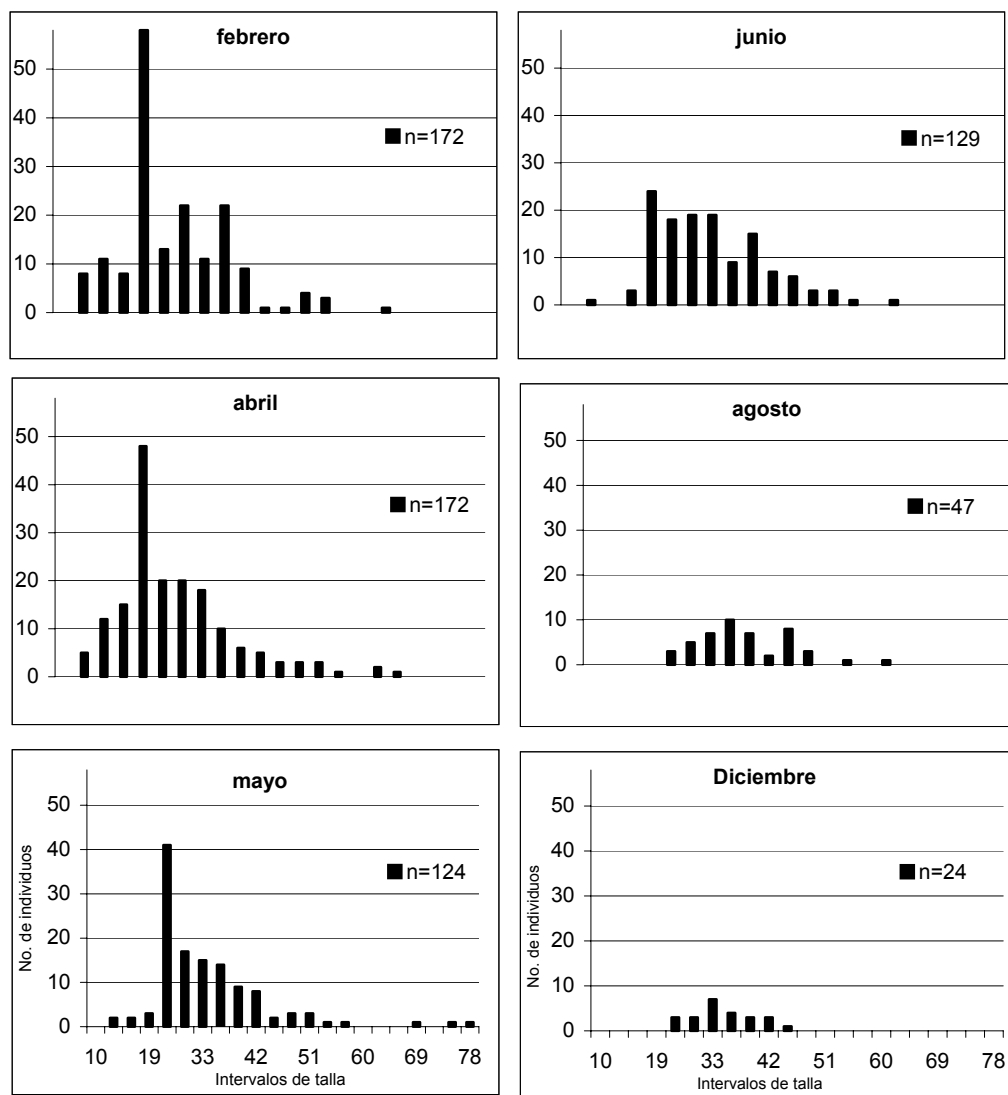 febrero
50
40
30
20
10
0
n=172
junio
50
40
30
20
10
0
n=129
abril
50
40
30
20
10
0
n=172
agosto
50
40
30
20
10
0
n=47
mayo
No. de individuos
50
40
30
20
10
0
n=124
10 19 33 42 51 60 69 78
Intervalos de talla
Diciembre
No. de individuos
50
40
30
20
10
0
n=24
10 19 33 42 51 60 69 78
Intervalos de talla